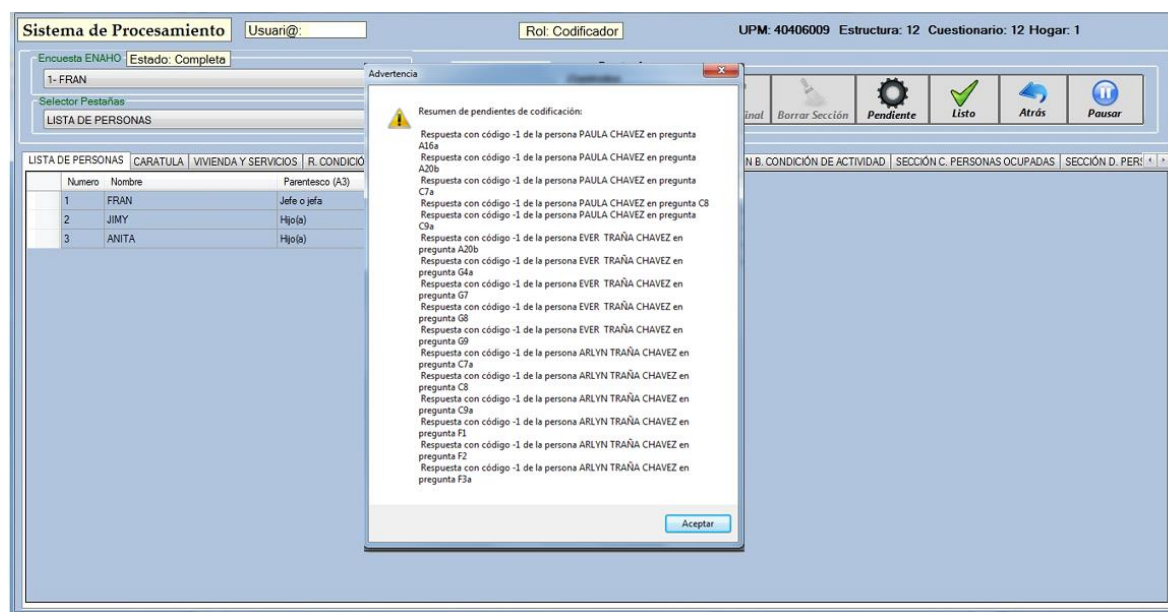 Sistema de Procesamiento
Usuari@:
Rol: Codificador
UPM: 40406009 Estructura: 12 Cuestionario: 12 Hogar: 1
Encuesta ENAHO
Estado: Completa
1- FRAN
Selector Pestañas
LISTA DE PERSONAS
Borrar Sección
Pendiente
Listo
Atrás
Pausar
LISTA DE PERSONAS
CARATULA
VIVIENDA Y SERVICIOS
R. CONDICIÓ
N B. CONDICIÓN DE ACTIVIDAD
SECCIÓN C. PERSONAS OCUPADAS
SECCIÓN D. PER
Numero Nombre Parentesco (A3)
1 FRAN Jefe o jefa
2 JIMY Hijo(a)
3 ANITA Hijo(a)
Advertencia
Resumen de pendientes de codificación:
Respuesta con código -1 de la persona PAULA CHAVEZ en pregunta
A16a
Respuesta con código -1 de la persona PAULA CHAVEZ en pregunta
A20b
Respuesta con código -1 de la persona PAULA CHAVEZ en pregunta
C7a
Respuesta con código -1 de la persona PAULA CHAVEZ en pregunta C8
Respuesta con código -1 de la persona PAULA CHAVEZ en pregunta
C9a
Respuesta con código -1 de la persona EVER TRAÑA CHAVEZ en
pregunta A20b
Respuesta con código -1 de la persona EVER TRAÑA CHAVEZ en
pregunta G4a
Respuesta con código -1 de la persona EVER TRAÑA CHAVEZ en
pregunta G7
Respuesta con código -1 de la persona EVER TRAÑA CHAVEZ en
pregunta G8
Respuesta con código -1 de la persona EVER TRAÑA CHAVEZ en
pregunta G9
Respuesta con código -1 de la persona ARLYN TRAÑA CHAVEZ en
pregunta C7a
Respuesta con código -1 de la persona ARLYN TRAÑA CHAVEZ en
pregunta C8
Respuesta con código -1 de la persona ARLYN TRAÑA CHAVEZ en
pregunta C9a
Respuesta con código -1 de la persona ARLYN TRAÑA CHAVEZ en
pregunta F1
Respuesta con código -1 de la persona ARLYN TRAÑA CHAVEZ en
pregunta F2
Respuesta con código -1 de la persona ARLYN TRAÑA CHAVEZ en
pregunta F3a
Aceptar